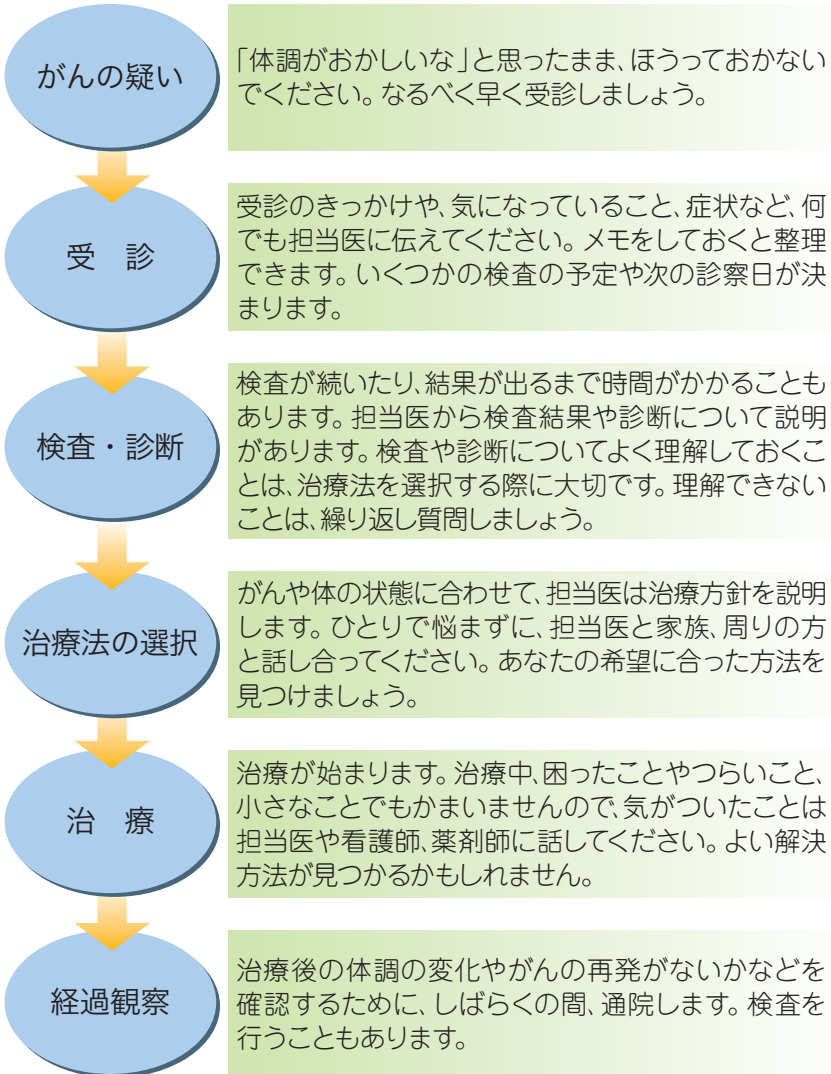 がんの疑い
「体調がおかしいな」と思ったまま、ほうっておかない
でください。なるべく早く受診しましょう。
受　診
受診のきっかけや、気になっていること、症状など、何
でも担当医に伝えてください。メモをしておくと整理
できます。いくつかの検査の予定や次の診察日が決
まります。
検査・診断
検査が続いたり、結果が出るまで時間がかかることも
あります。担当医から検査結果や診断について説明
があります。検査や診断についてよく理解しておくこ
とは、治療法を選択する際に大切です。理解できない
ことは、繰り返し質問しましょう。
治療法の選択
がんや体の状態に合わせて、担当医は治療方針を説明
します。ひとりで悩まずに、担当医と家族、周りの方
と話し合ってください。あなたの希望に合った方法を
見つけましょう。
治　療
治療が始まります。治療中、困ったことやつらいこと、
小さなことでもかまいませんので、気がついたことは
担当医や看護師、薬剤師に話してください。よい解決
方法が見つかるかもしれません。
経過観察
治療後の体調の変化やがんの再発がないかなどを
確認するために、しばらくの間、通院します。検査を
行うこともあります。